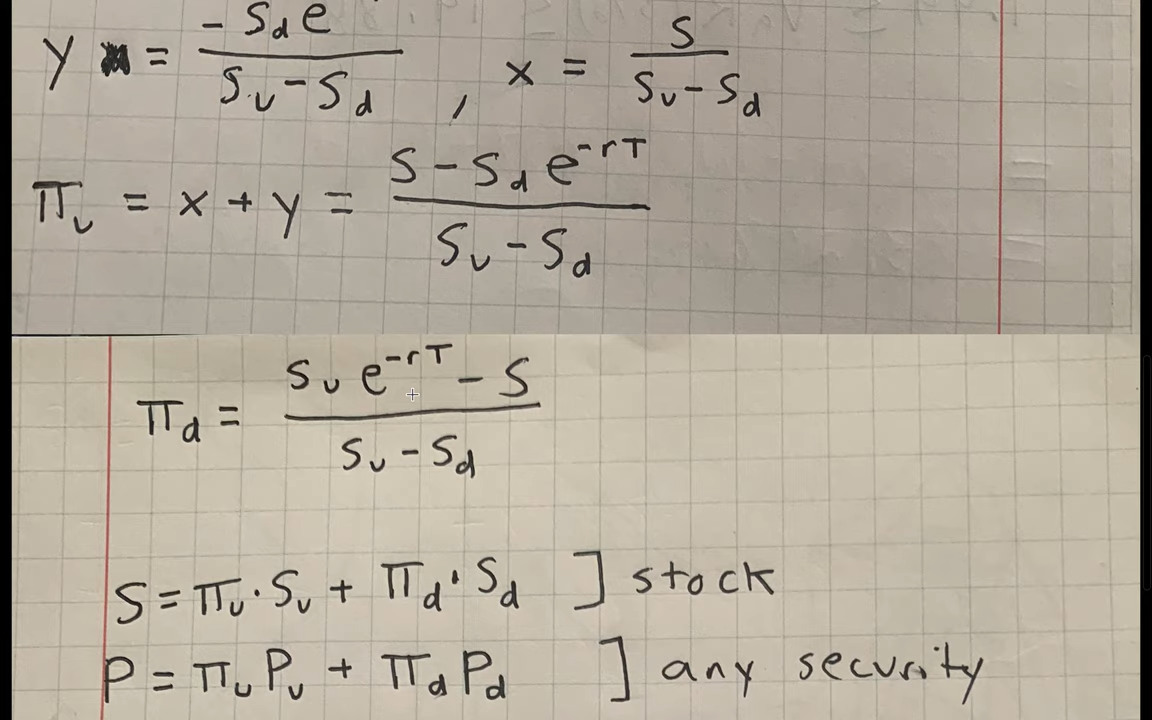 y = -S_d e / (S_u - S_d) , x = S / (S_u - S_d)
π_u = x + y = (S - S_d e^{-rT}) / (S_u - S_d)
π_d = (S_u e^{-rT} - S) / (S_u - S_d)
S = π_u · S_u + π_d · S_d ] stock
P = π_u P_u + π_d P_d ] any security